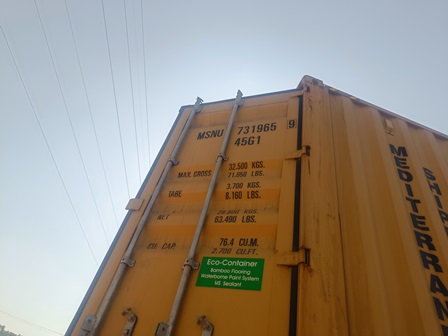 MSNU 731965 9
45G1
MAX. GROSS 32.500 KGS.
71.650 LBS.
TARE 3.700 KGS.
8.160 LBS.
NET 28.800 KGS.
63.490 LBS.
CU. CAP. 76.4 CU.M.
2.700 CU.FT.
Eco-Container
Bamboo Flooring
Waterborne Paint System
MS Sealant
MEDITERRA
SHIP